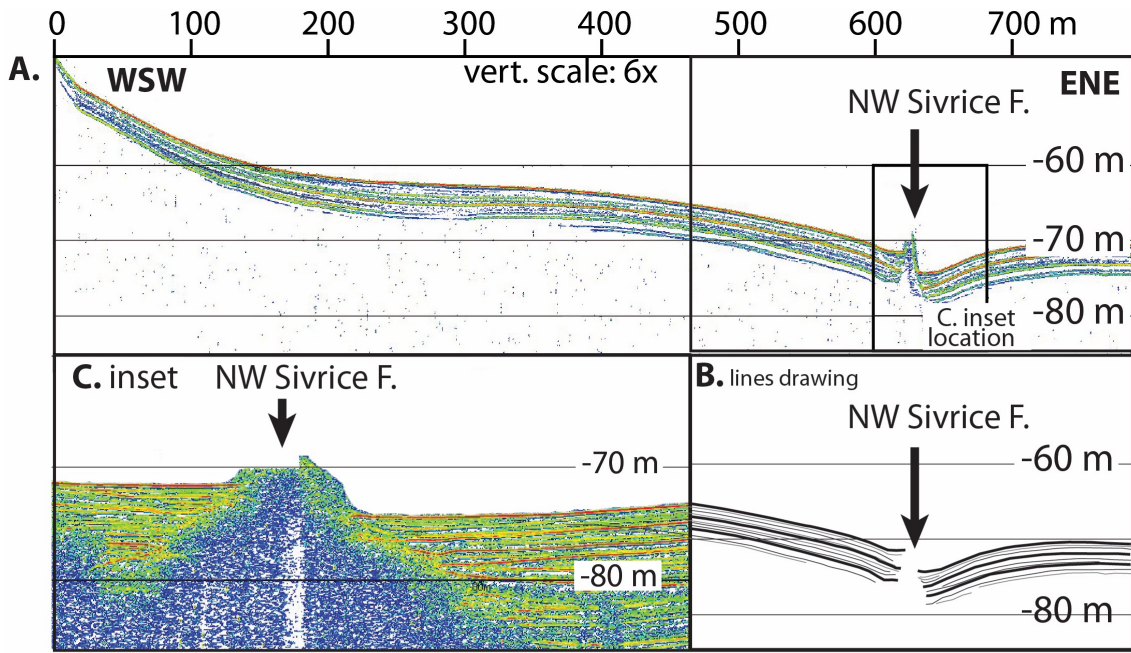 0 100 200 300 400 500 600 700 m
A.
WSW
vert. scale: 6x
ENE
NW Sivrice F.
-60 m
-70 m
-80 m
C. inset
location
C. inset
NW Sivrice F.
-70 m
-80 m
B. lines drawing
NW Sivrice F.
-60 m
-80 m